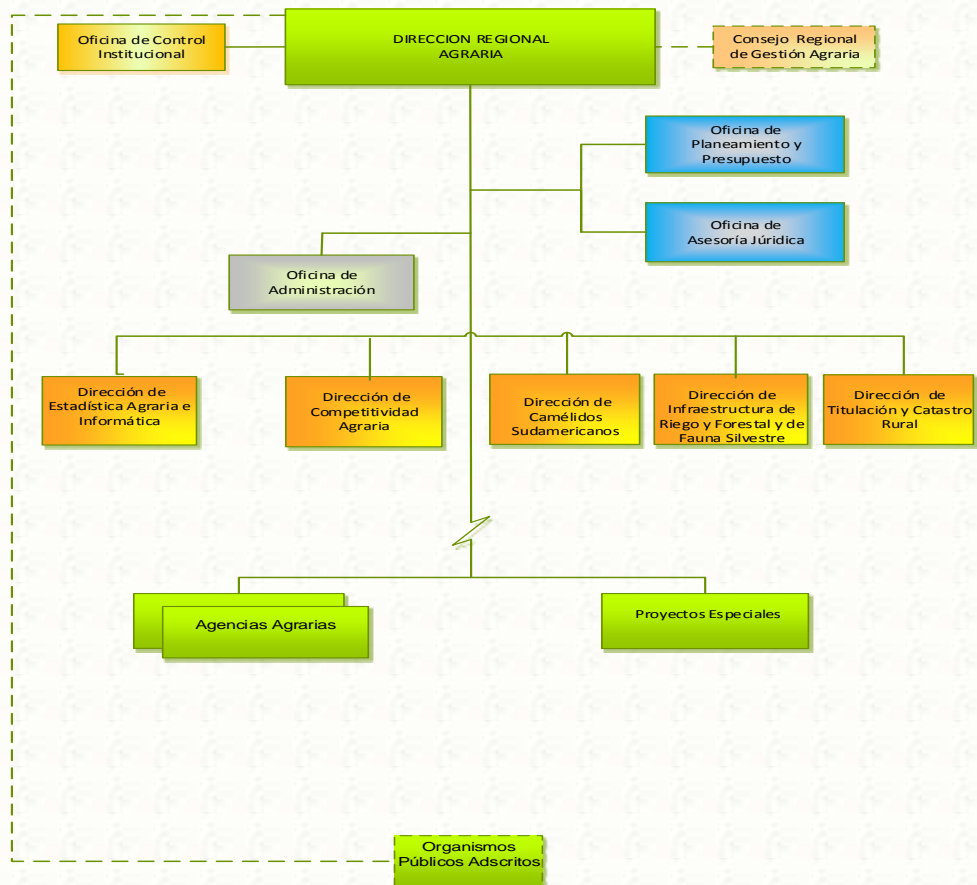 Oficina de Control
Institucional
DIRECCION REGIONAL
AGRARIA
Consejo Regional
de Gestión Agraria
Oficina de
Planeamiento y
Presupuesto
Oficina de
Asesoría Júridica
Oficina de
Administración
Dirección de
Estadística Agraria e
Informática
Dirección de
Competitividad
Agraria
Dirección de
Camélidos
Sudamericanos
Dirección de
Infraestructura de
Riego y Forestal y de
Fauna Silvestre
Dirección de
Titulación y Catastro
Rural
Agencias Agrarias
Proyectos Especiales
Organismos
Públicos Adscritos